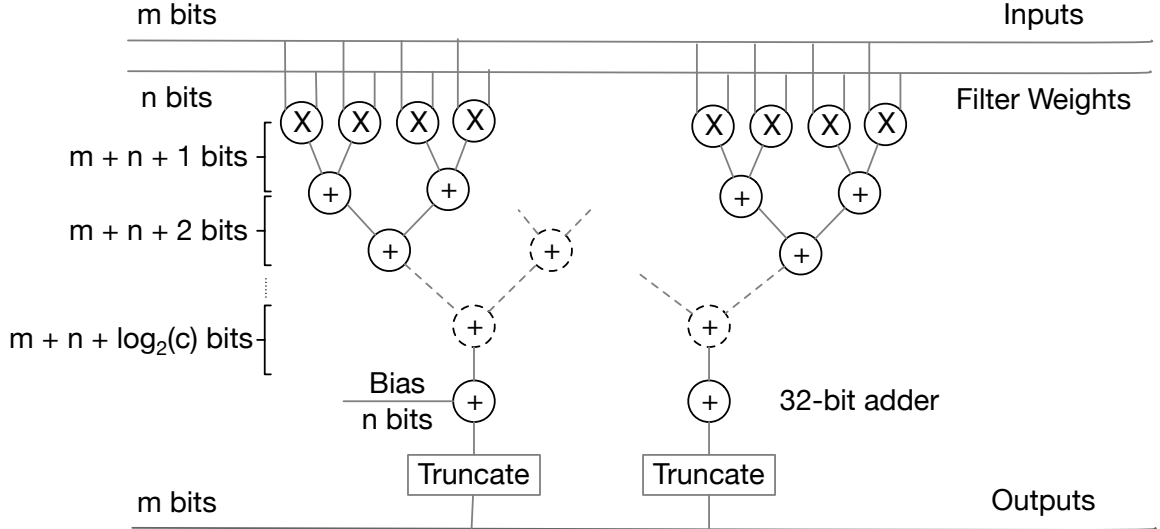 m bits
Inputs
n bits
Filter Weights
X X X X X X X X
m + n + 1 bits
+ + + +
m + n + 2 bits
+ + +
m + n + log₂(c) bits
+ +
Bias
n bits
+ +
32-bit adder
Truncate Truncate
m bits
Outputs